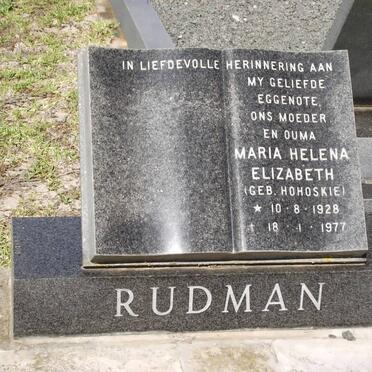 IN LIEFDEVOLLE HERINNERING AAN
MY GELIEFDE
EGGENOTE,
ONS MOEDER
EN OUMA
MARIA HELENA
ELIZABETH
(GEB. HOHOSKIE)
★ 10-8-1928
† 18-1-1977
RUDMAN